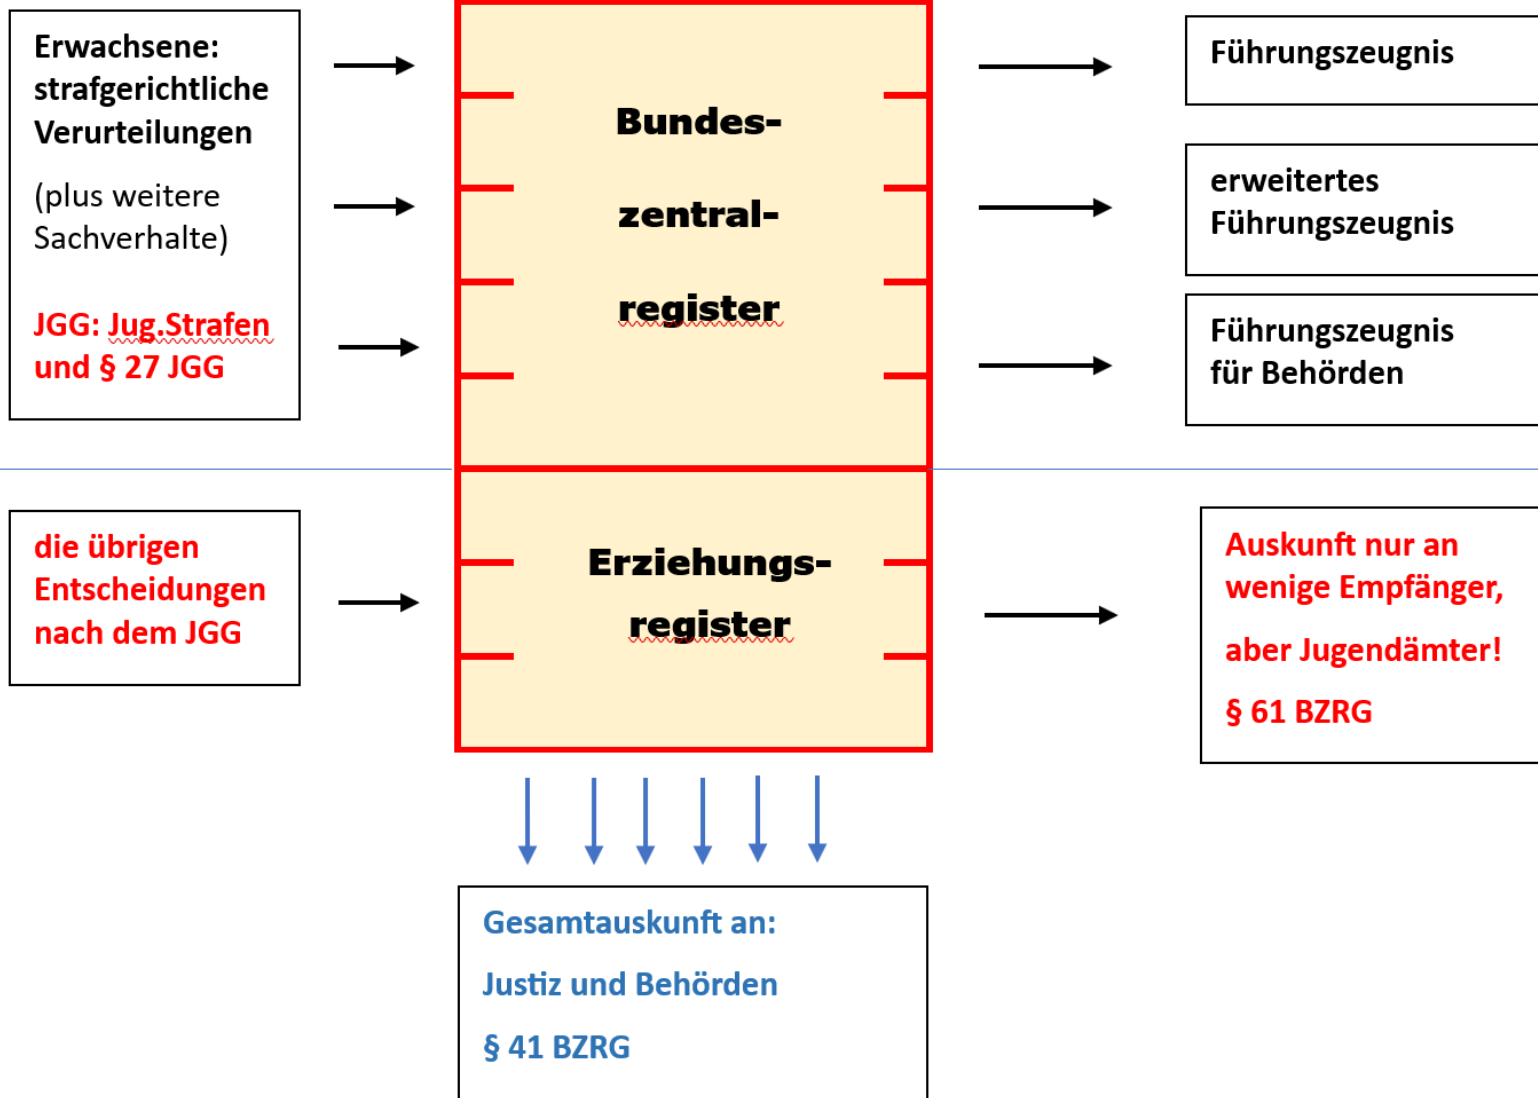 Erwachsene:
strafgerichtliche
Verurteilungen
(plus weitere
Sachverhalte)
JGG: Jug.Strafen
und § 27 JGG
Bundes-
zentral-
register
Führungszeugnis
erweitertes
Führungszeugnis
Führungszeugnis
für Behörden
die übrigen
Entscheidungen
nach dem JGG
Erziehungs-
register
Auskunft nur an
wenige Empfänger,
aber Jugendämter!
§ 61 BZRG
Gesamtauskunft an:
Justiz und Behörden
§ 41 BZRG